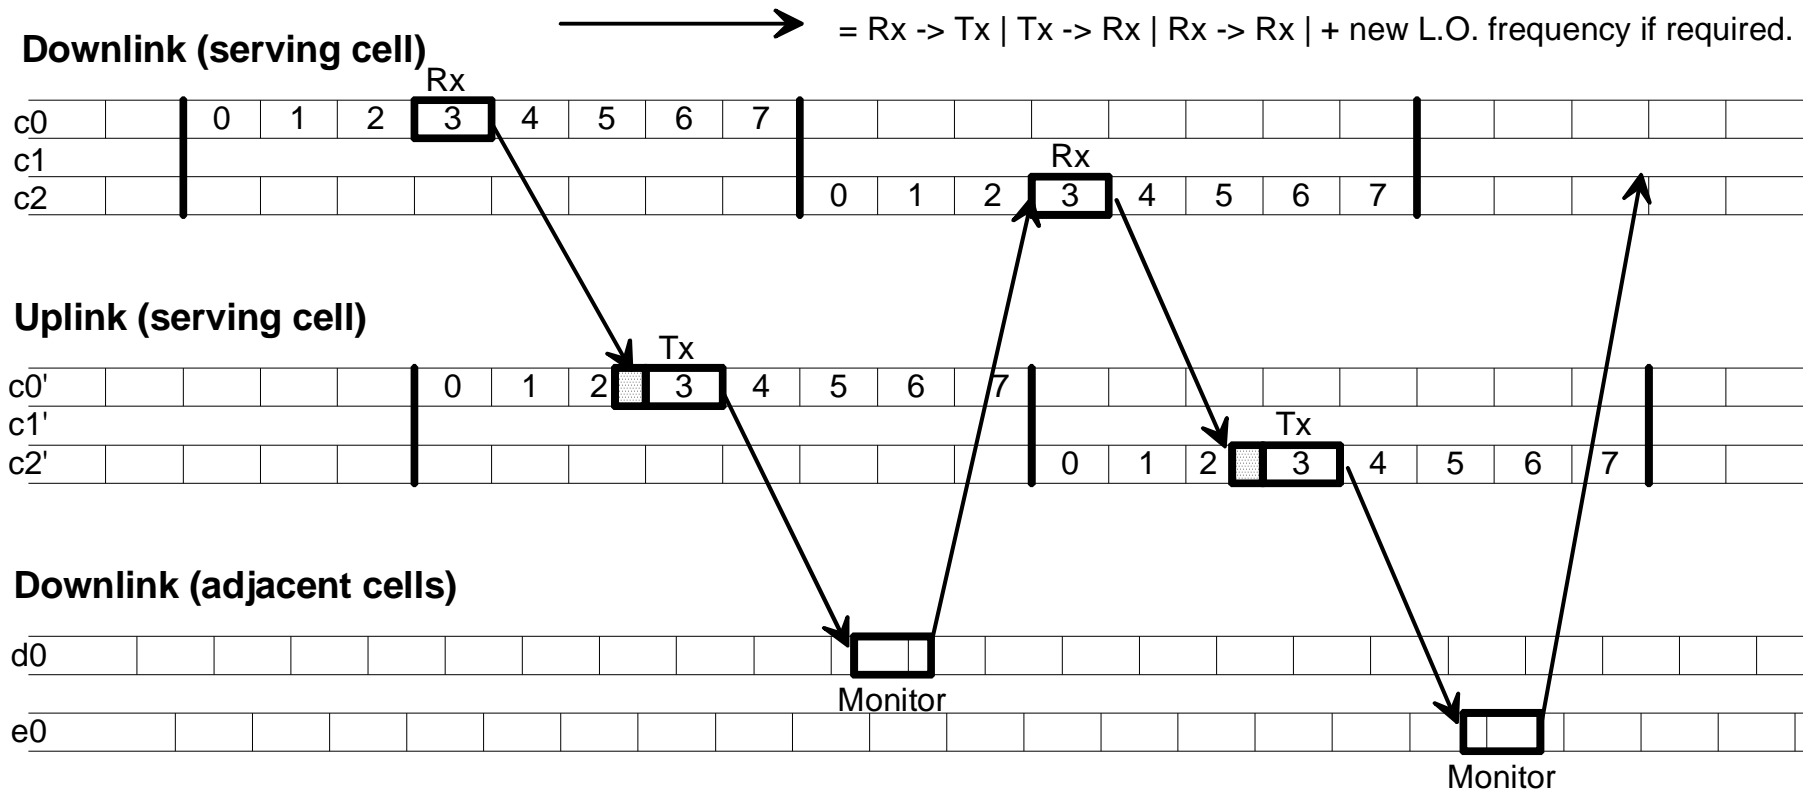 = Rx -> Tx | Tx -> Rx | Rx -> Rx | + new L.O. frequency if required.
Downlink (serving cell)
Rx
c0 0 1 2 3 4 5 6 7
c1 Rx
c2 0 1 2 3 4 5 6 7
Uplink (serving cell)
Tx
c0' 0 1 2 3 4 5 6 7
c1' Tx
c2' 0 1 2 3 4 5 6 7
Downlink (adjacent cells)
d0
Monitor
e0
Monitor